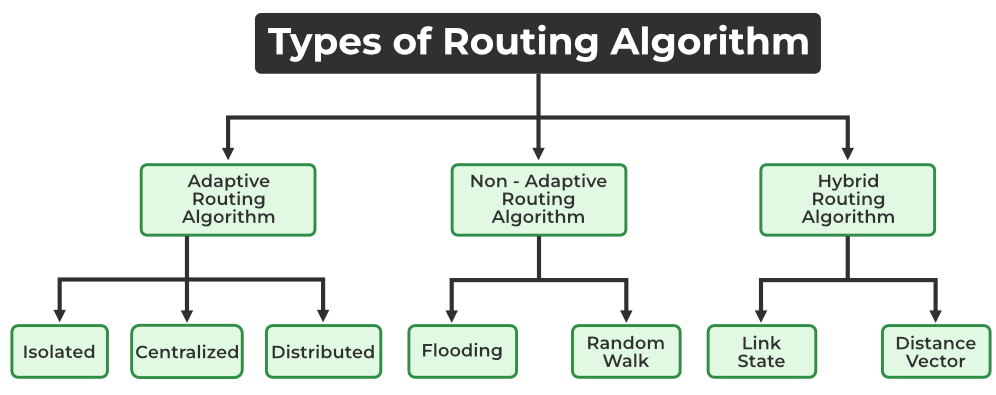 Types of Routing Algorithm
Adaptive
Routing
Algorithm
Non - Adaptive
Routing
Algorithm
Hybrid
Routing
Algorithm
Isolated
Centralized
Distributed
Flooding
Random
Walk
Link
State
Distance
Vector